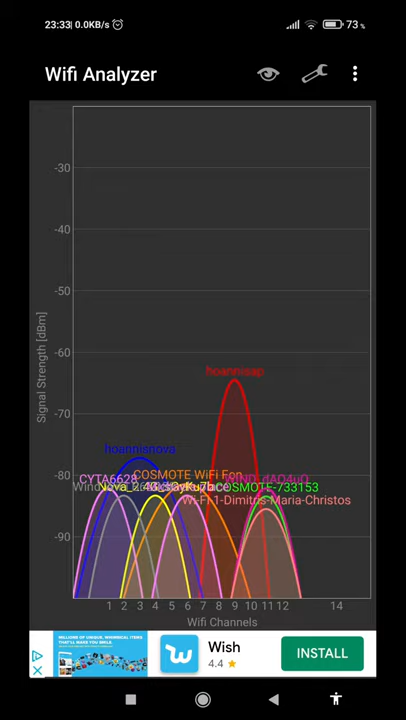 23:33| 0.0KB/s
73%
Wifi Analyzer
-30
-40
-50
-60
-70
-80
-90
Signal Strength [dBm]
hoannisap
hoannisnova
COSMOTE WiFi Fon
CYTA6628
COSMOTE-733153
Wi-Fi 1-Dimitris-Maria-Christos
1 2 3 4 5 6 7 8 9 10 11 12 14
Wifi Channels
Wish
4.4 ★
INSTALL